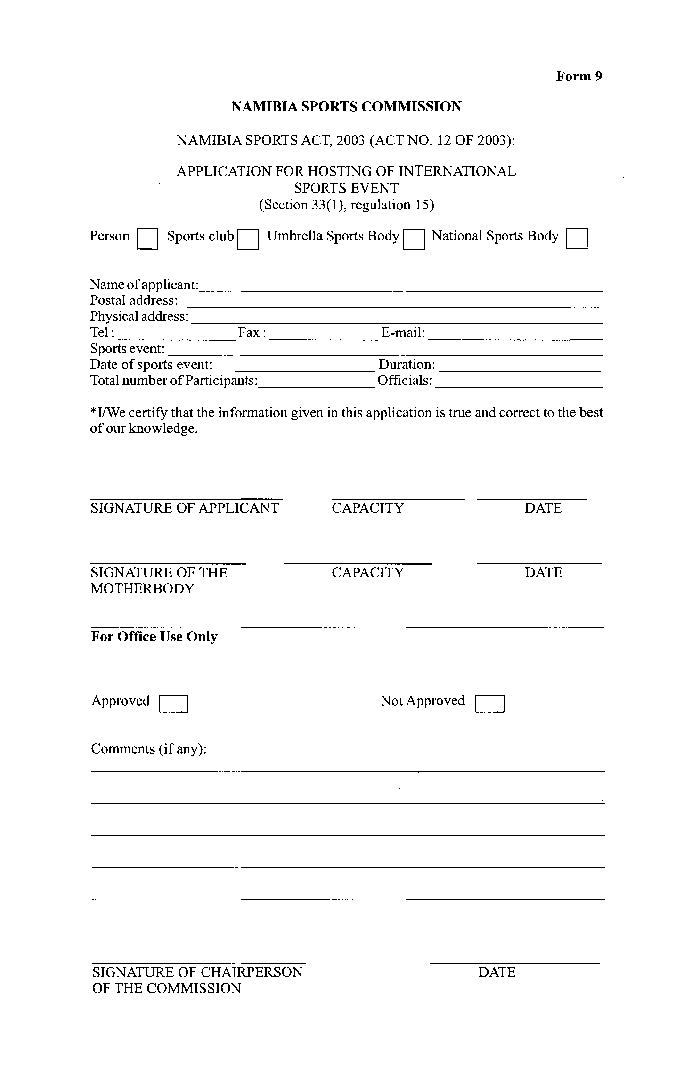 Form 9
NAMIBIA SPORTS COMMISSION
NAMIBIA SPORTS ACT, 2003 (ACT NO. 12 OF 2003):
APPLICATION FOR HOSTING OF INTERNATIONAL
SPORTS EVENT
(Section 33(1), regulation 15)
Person Sports club Umbrella Sports Body National Sports Body
Name of applicant:
Postal address:
Physical address:
Tel : Fax : E-mail:
Sports event:
Date of sports event: Duration:
Total number of Participants: Officials:
*I/We certify that the information given in this application is true and correct to the best
of our knowledge.
SIGNATURE OF APPLICANT CAPACITY DATE
SIGNATURE OF THE CAPACITY DATE
MOTHERBODY
For Office Use Only
Approved Not Approved
Comments (if any):
SIGNATURE OF CHAIRPERSON DATE
OF THE COMMISSION